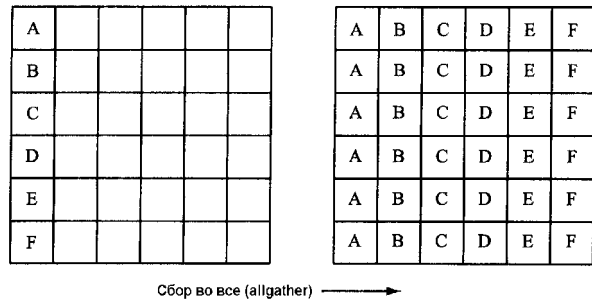 A A B C D E F
B A B C D E F
C A B C D E F
D A B C D E F
E A B C D E F
F A B C D E F
Сбор во все (allgather)